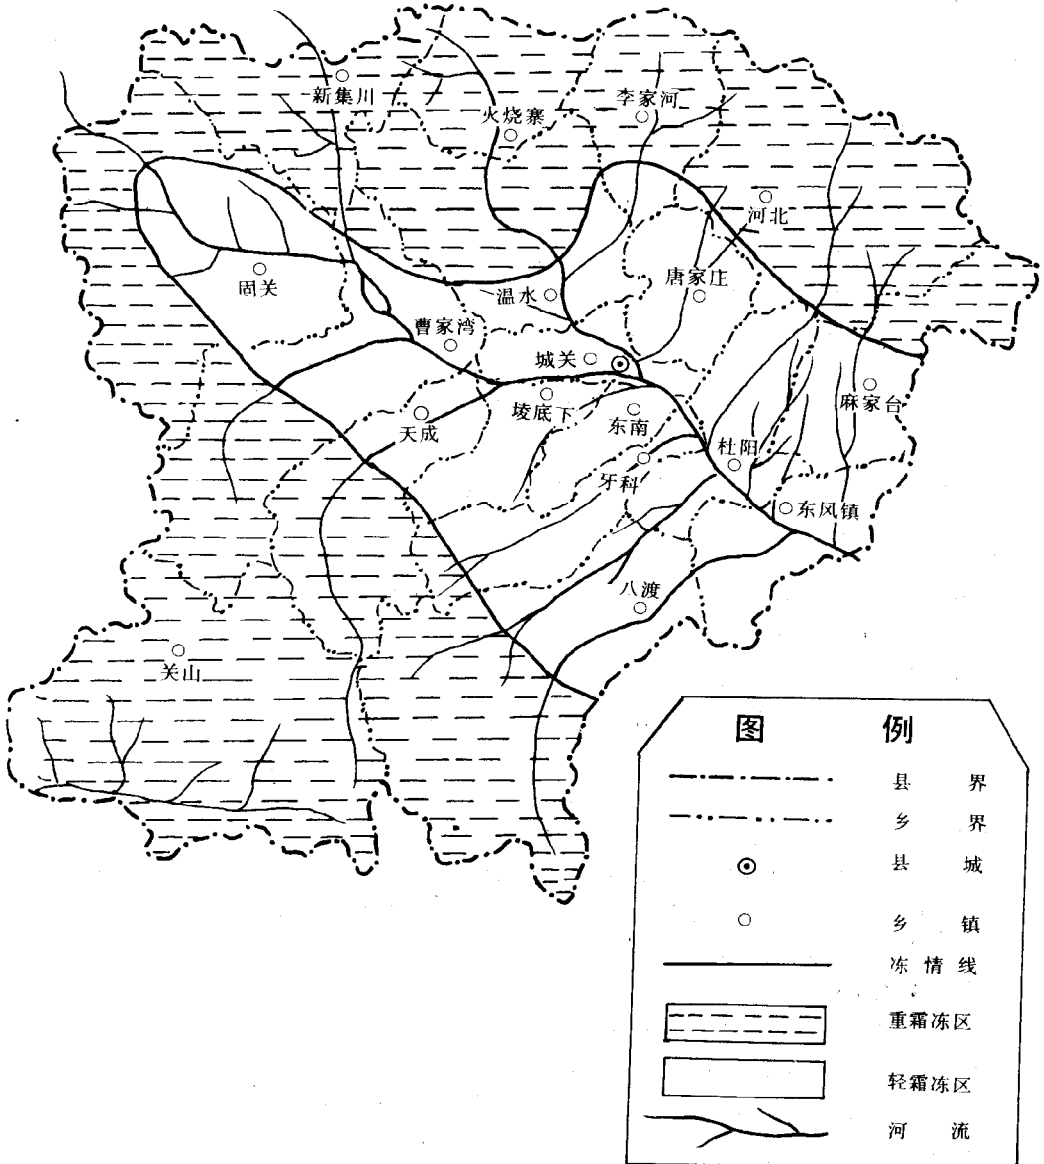 新集川
火烧寨
李家河
河北
固关
温水
唐家庄
曹家湾
城关
麻家台
天成
堎底下
东南
杜阳
牙科
东风镇
八渡
关山
图 例
县 界
乡 界
县 城
乡 镇
冻情线
重霜冻区
轻霜冻区
河 流